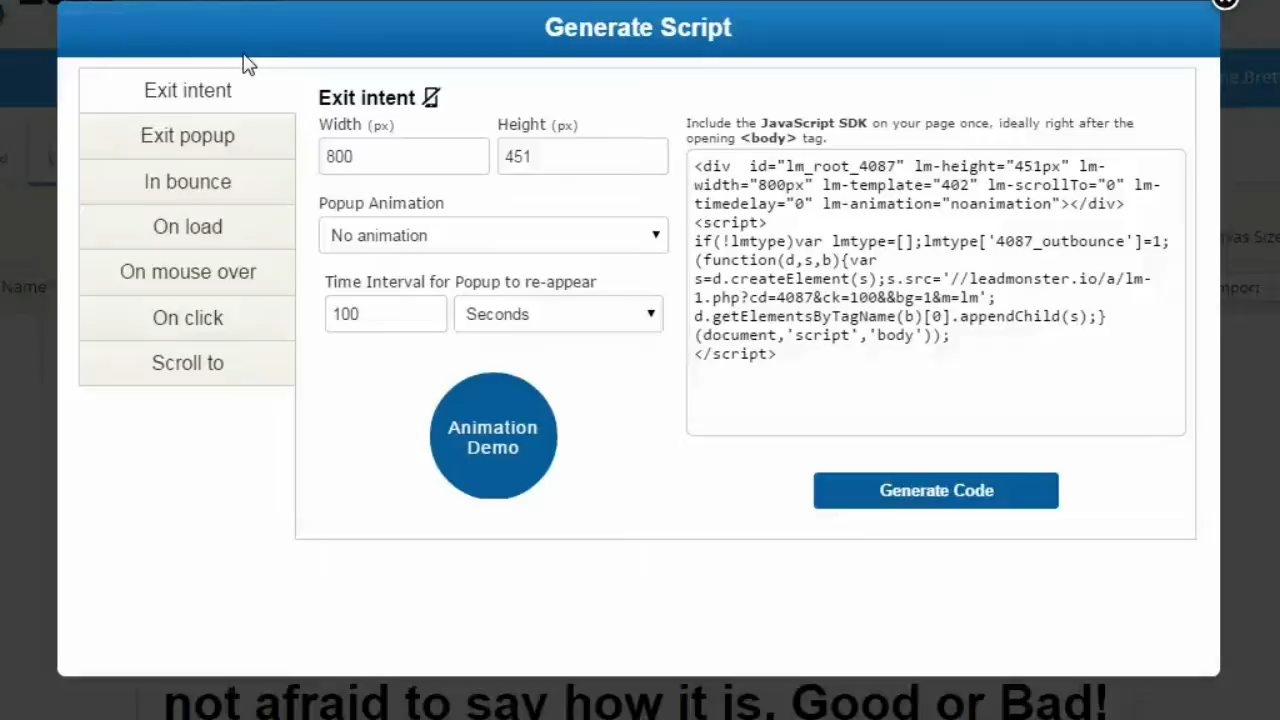 Generate Script
Exit intent
Exit popup
In bounce
On load
On mouse over
On click
Scroll to
Exit intent
Width (px)
Height (px)
800
451
Popup Animation
No animation
Time Interval for Popup to re-appear
100
Seconds
Animation
Demo
Include the JavaScript SDK on your page once, ideally right after the
opening <body> tag.
<div  id="lm_root_4087" lm-height="451px" lm-
width="800px" lm-template="402" lm-scrollTo="0" lm-
timedelay="0" lm-animation="noanimation"></div>
<script>
if(!lmtype)var lmtype=[];lmtype['4087_outbounce']=1;
(function(d,s,b){var
s=d.createElement(s);s.src='//leadmonster.io/a/lm-
1.php?cd=4087&ck=100&&bg=1&m=lm';
d.getElementsByTagName(b)[0].appendChild(s);}
(document,'script','body'));
</script>
Generate Code
Name
not afraid to say how it is. Good or Bad!